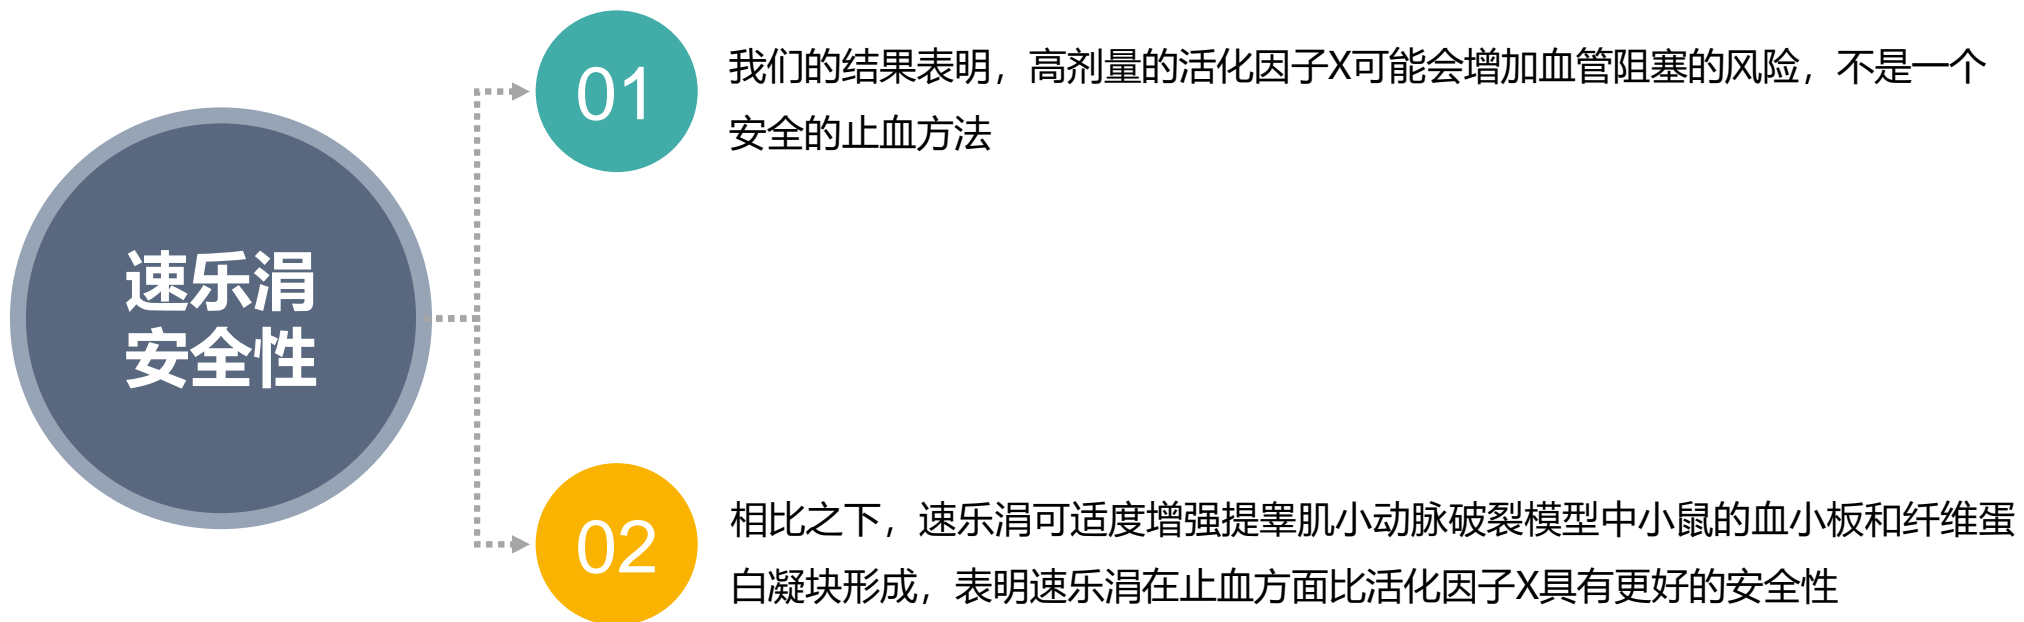 速乐涓
安全性
01
我们的结果表明，高剂量的活化因子X可能会增加血管阻塞的风险，不是一个
安全的止血方法
02
相比之下，速乐涓可适度增强提睾肌小动脉破裂模型中小鼠的血小板和纤维蛋
白凝块形成，表明速乐涓在止血方面比活化因子X具有更好的安全性